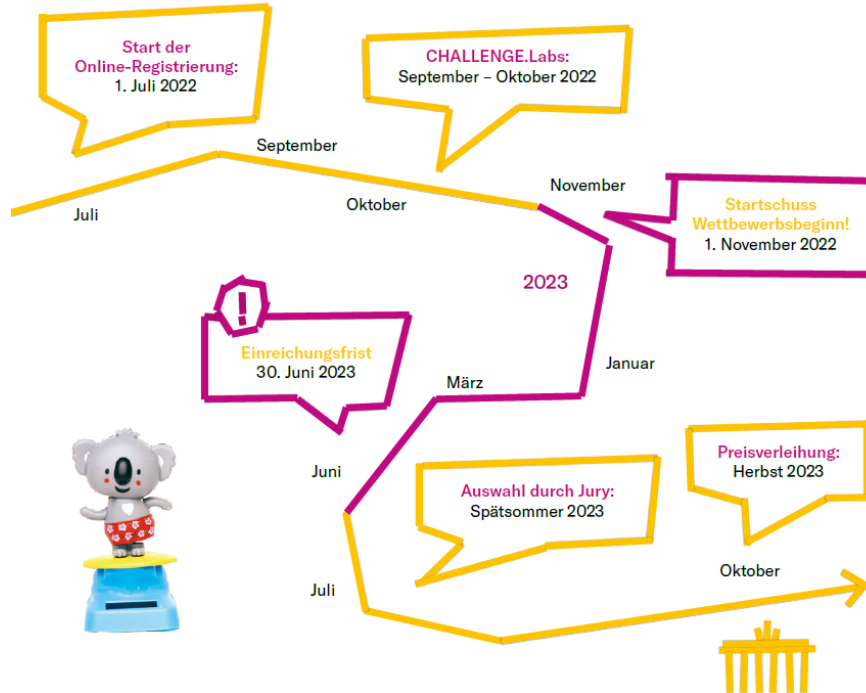 Start der
Online-Registrierung:
1. Juli 2022
CHALLENGE.Labs:
September – Oktober 2022
September
November
Juli
Oktober
Startschuss
Wettbewerbsbeginn!
1. November 2022
2023
!
Einreichungsfrist
30. Juni 2023
Januar
März
Juni
Auswahl durch Jury:
Spätsommer 2023
Preisverleihung:
Herbst 2023
Oktober
Juli